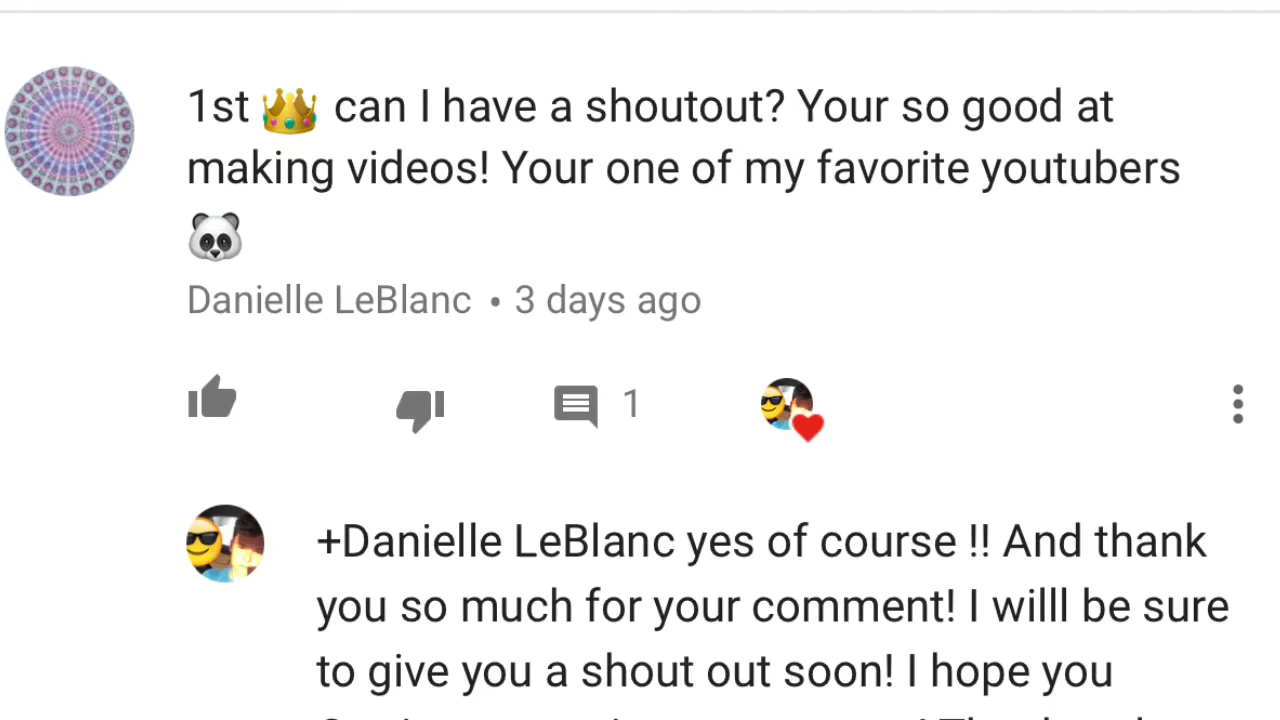 1st 👑 can I have a shoutout? Your so good at
making videos! Your one of my favorite youtubers
🐼
Danielle LeBlanc • 3 days ago
1
+Danielle LeBlanc yes of course !! And thank
you so much for your comment! I willl be sure
to give you a shout out soon! I hope you